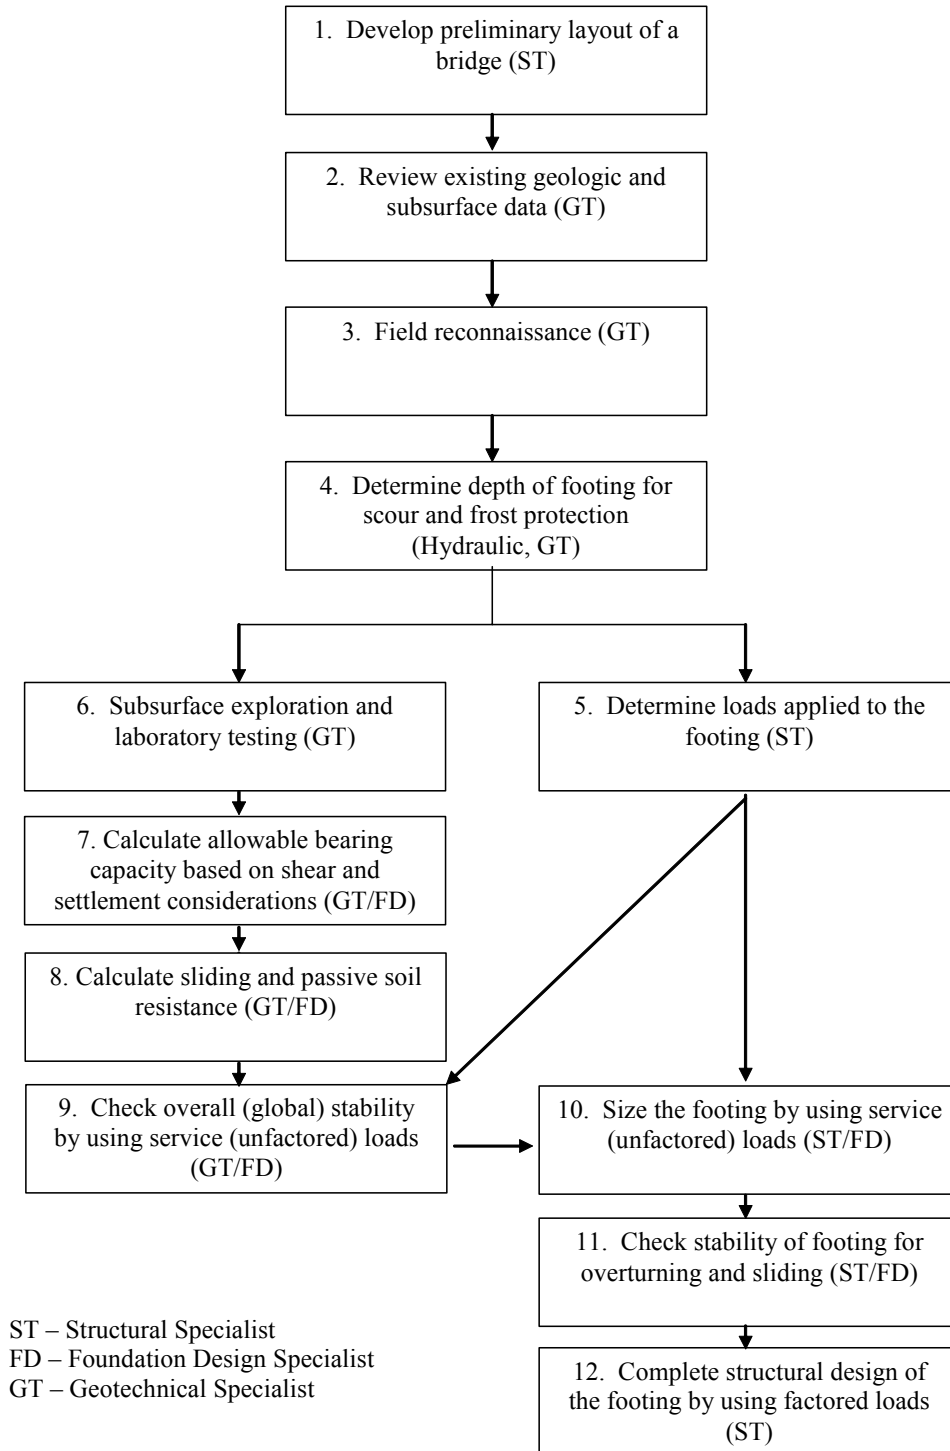 1. Develop preliminary layout of a
bridge (ST)
2. Review existing geologic and
subsurface data (GT)
3. Field reconnaissance (GT)
4. Determine depth of footing for
scour and frost protection
(Hydraulic, GT)
6. Subsurface exploration and
laboratory testing (GT)
5. Determine loads applied to the
footing (ST)
7. Calculate allowable bearing
capacity based on shear and
settlement considerations (GT/FD)
8. Calculate sliding and passive soil
resistance (GT/FD)
9. Check overall (global) stability
by using service (unfactored) loads
(GT/FD)
10. Size the footing by using service
(unfactored) loads (ST/FD)
11. Check stability of footing for
overturning and sliding (ST/FD)
12. Complete structural design of
the footing by using factored loads
(ST)
ST – Structural Specialist
FD – Foundation Design Specialist
GT – Geotechnical Specialist